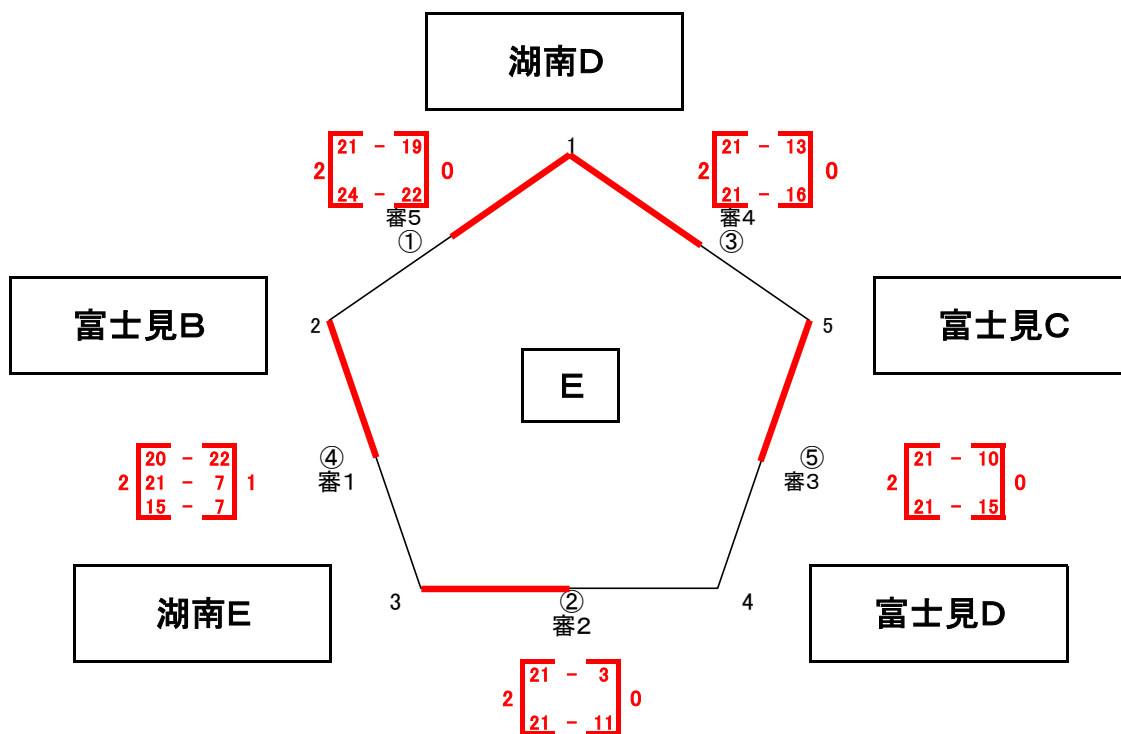 湖南D
1
2 21 - 19 0
24 - 22
審5
①
2 21 - 13 0
21 - 16
審4
③
富士見B
2
5
富士見C
E
2 20 - 22 1
21 - 7
15 - 7
④
審1
⑤
審3
2 21 - 10 0
21 - 15
湖南E
3
②
審2
4
富士見D
2 21 - 3 0
21 - 11